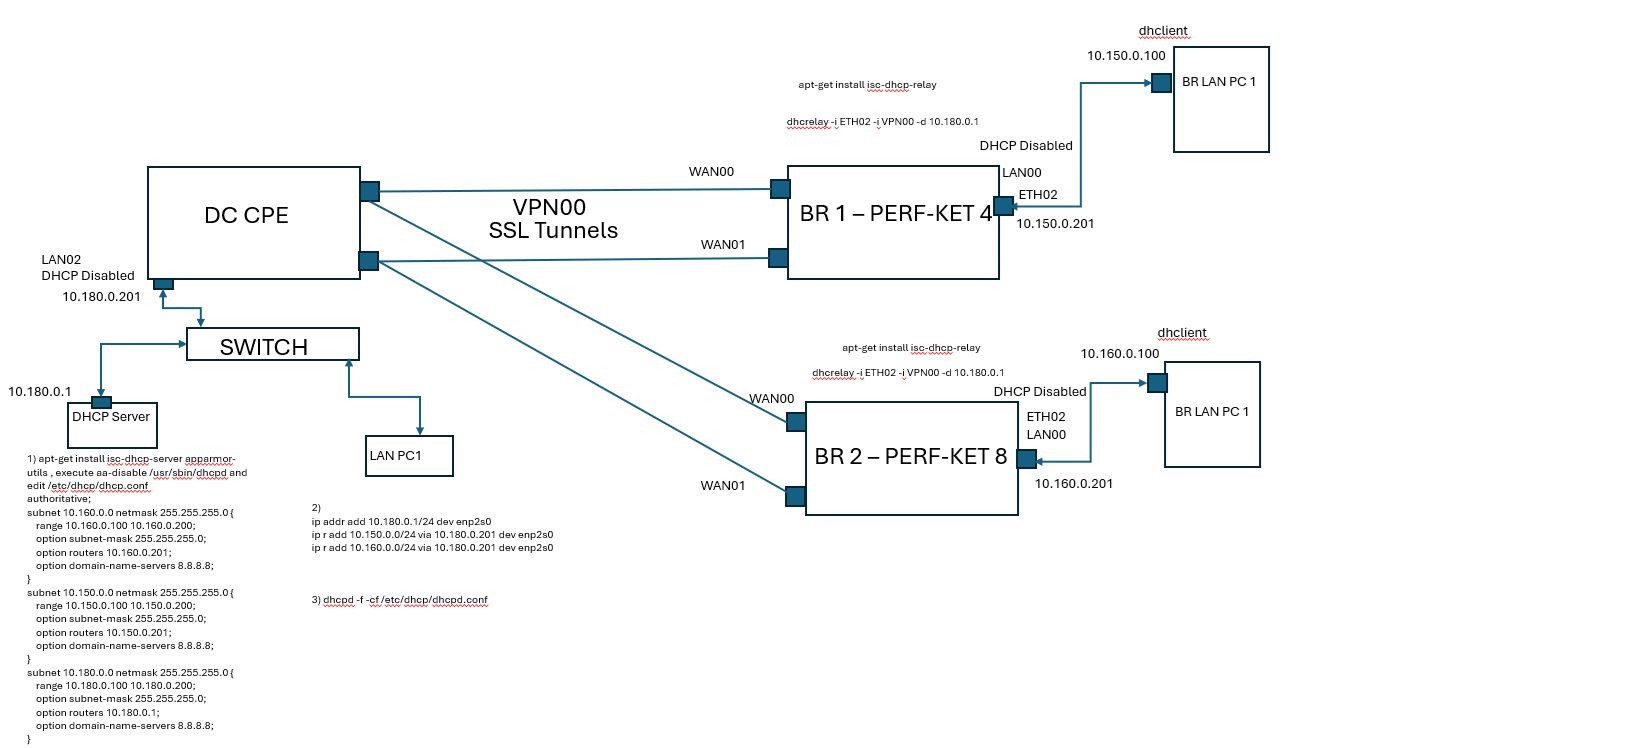 dhclient
10.150.0.100
BR LAN PC 1
apt-get install isc-dhcp-relay
dhcrelay -i ETH02 -i VPN00 -d 10.180.0.1
DHCP Disabled
WAN00
LAN00
ETH02
DC CPE
VPN00
SSL Tunnels
BR 1 – PERF-KET 4
10.150.0.201
WAN01
LAN02
DHCP Disabled
10.180.0.201
SWITCH
dhclient
10.160.0.100
BR LAN PC 1
apt-get install isc-dhcp-relay
dhcrelay -i ETH02 -i VPN00 -d 10.180.0.1
DHCP Disabled
WAN00
ETH02
LAN00
BR 2 – PERF-KET 8
10.160.0.201
WAN01
10.180.0.1
DHCP Server
LAN PC1
1) apt-get install isc-dhcp-server apparmor-
utils , execute aa-disable /usr/sbin/dhcpd and
edit /etc/dhcp/dhcp.conf
authoritative;
subnet 10.160.0.0 netmask 255.255.255.0 {
range 10.160.0.100 10.160.0.200;
option subnet-mask 255.255.255.0;
option routers 10.160.0.201;
option domain-name-servers 8.8.8.8;
}
subnet 10.150.0.0 netmask 255.255.255.0 {
range 10.150.0.100 10.150.0.200;
option subnet-mask 255.255.255.0;
option routers 10.150.0.201;
option domain-name-servers 8.8.8.8;
}
subnet 10.180.0.0 netmask 255.255.255.0 {
range 10.180.0.100 10.180.0.200;
option subnet-mask 255.255.255.0;
option routers 10.180.0.1;
option domain-name-servers 8.8.8.8;
}
2)
ip addr add 10.180.0.1/24 dev enp2s0
ip r add 10.150.0.0/24 via 10.180.0.201 dev enp2s0
ip r add 10.160.0.0/24 via 10.180.0.201 dev enp2s0
3) dhcpd -f -cf /etc/dhcp/dhcpd.conf